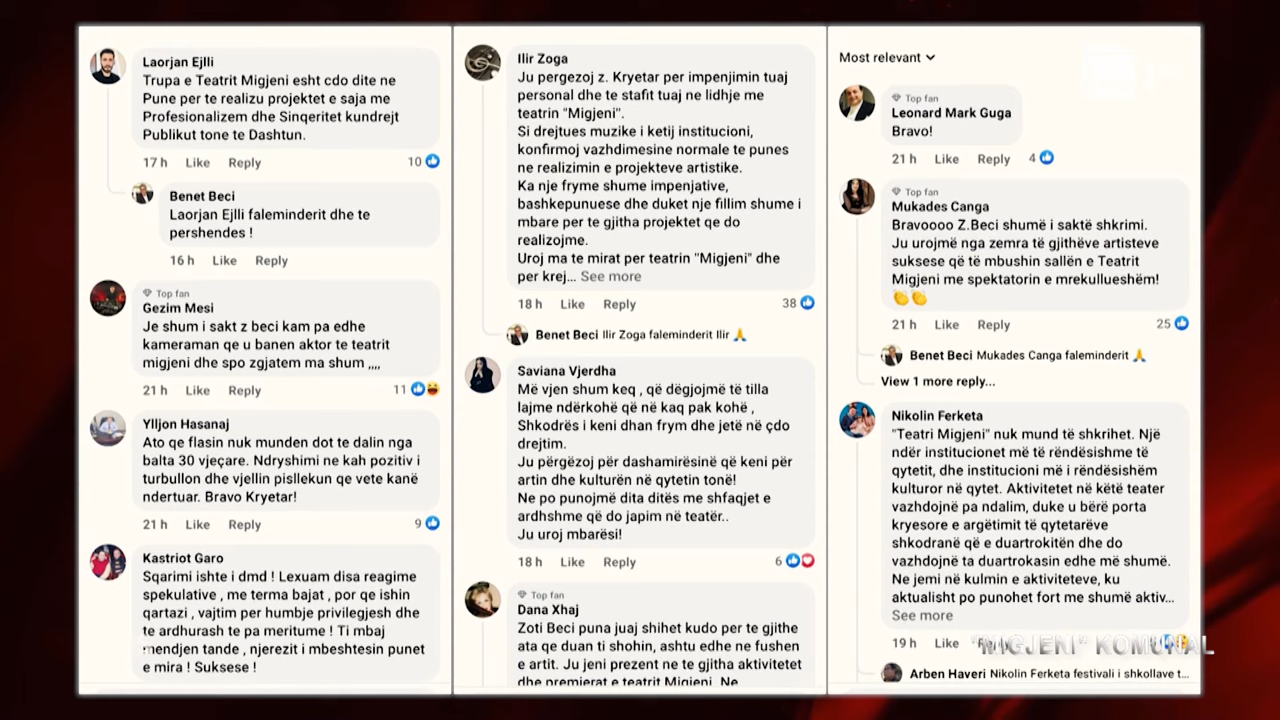 Laorjan Ejlli
Trupa e Teatrit Migjeni esht cdo dite ne
Pune per te realizu projektet e saja me
Profesionalizem dhe Sinqeritet kundrejt
Publikut tone te Dashtun.
17 h Like Reply 10
Benet Beci
Laorjan Ejlli faleminderit dhe te
pershendes !
16 h Like Reply
Top fan
Gezim Mesi
Je shum i sakt z beci kam pa edhe
kameraman qe u banen aktor te teatrit
migjeni dhe spo zgjatem ma shum ,,,,
21 h Like Reply 11
Ylljon Hasanaj
Ato qe flasin nuk munden dot te dalin nga
balta 30 vjeçare. Ndryshimi ne kah pozitiv i
turbullon dhe vjellin pisllekun qe vete kanë
ndertuar. Bravo Kryetar!
21 h Like Reply 9
Kastriot Garo
Sqarimi ishte i dmd ! Lexuam disa reagime
spekulative , me terma bajat , por qe ishin
qartazi , vajtim per humbje privilegjesh dhe
te ardhurash te pa meritume ! Ti mbaj
mendjen tande , njerezit i mbeshtesin punet
e mira ! Suksese !
Ilir Zoga
Ju pergezoj z. Kryetar per impenjimin tuaj
personal dhe te stafit tuaj ne lidhje me
teatrin "Migjeni".
Si drejtues muzike i ketij institucioni,
konfirmoj vazhdimesine normale te punes
ne realizimin e projekteve artistike.
Ka nje fryme shume impenjative,
bashkepunuese dhe duket nje fillim shume i
mbare per te gjitha projektet qe do
realizojme.
Uroj ma te mirat per teatrin "Migjeni" dhe
per krej... See more
18 h Like Reply 38
Benet Beci Ilir Zoga faleminderit Ilir 🙏
Saviana Vjerdha
Më vjen shum keq , që dëgjojmë të tilla
lajme ndërkohë që në kaq pak kohë ,
Shkodrës i keni dhan frym dhe jetë në çdo
drejtim.
Ju përgëzoj për dashamirësinë që keni për
artin dhe kulturën në qytetin tonë!
Ne po punojmë dita ditës me shfaqjet e
ardhshme që do japim në teatër..
Ju uroj mbarësi!
18 h Like Reply 6
Top fan
Dana Xhaj
Zoti Beci puna juaj shihet kudo per te gjithe
ata qe duan ti shohin, ashtu edhe ne fushen
e artit. Ju jeni prezent ne te gjitha aktivitetet
dhe premierat e teatrit Migjeni. Ne
Most relevant
Top fan
Leonard Mark Guga
Bravo!
21 h Like Reply 4
Top fan
Mukades Canga
Bravoooo Z.Beci shumë i saktë shkrimi.
Ju urojmë nga zemra të gjithëve artisteve
suksese që të mbushin sallën e Teatrit
Migjeni me spektatorin e mrekullueshëm!
👏👏
21 h Like Reply 25
Benet Beci Mukades Canga faleminderit 🙏
View 1 more reply...
Nikolin Ferketa
"Teatri Migjeni" nuk mund të shkrihet. Një
ndër institucionet më të rëndësishme të
qytetit, dhe institucioni më i rëndësishëm
kulturor në qytet. Aktivitetet në këtë teater
vazhdojnë pa ndalim, duke u bërë porta
kryesore e argëtimit të qytetarëve
shkodranë që e duartrokitën dhe do
vazhdojnë ta duartrokasin edhe më shumë.
Ne jemi në kulmin e aktiviteteve, ku
aktualisht po punohet fort me shumë aktiv...
See more
19 h Like
"MIGJENI" KOMUNAL
Arben Haveri Nikolin Ferketa festivali i shkollave t...